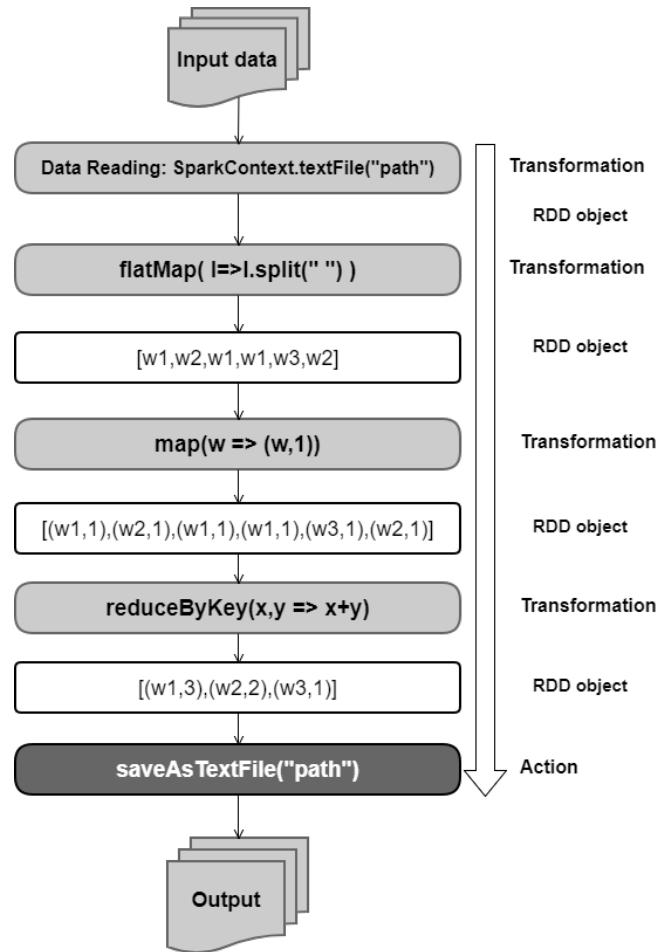 Input data
Data Reading: SparkContext.textFile("path")
Transformation
RDD object
flatMap( l=>l.split(" ") )
Transformation
[w1,w2,w1,w1,w3,w2]
RDD object
map(w => (w,1))
Transformation
[(w1,1),(w2,1),(w1,1),(w1,1),(w3,1),(w2,1)]
RDD object
reduceByKey(x,y => x+y)
Transformation
[(w1,3),(w2,2),(w3,1)]
RDD object
saveAsTextFile("path")
Action
Output